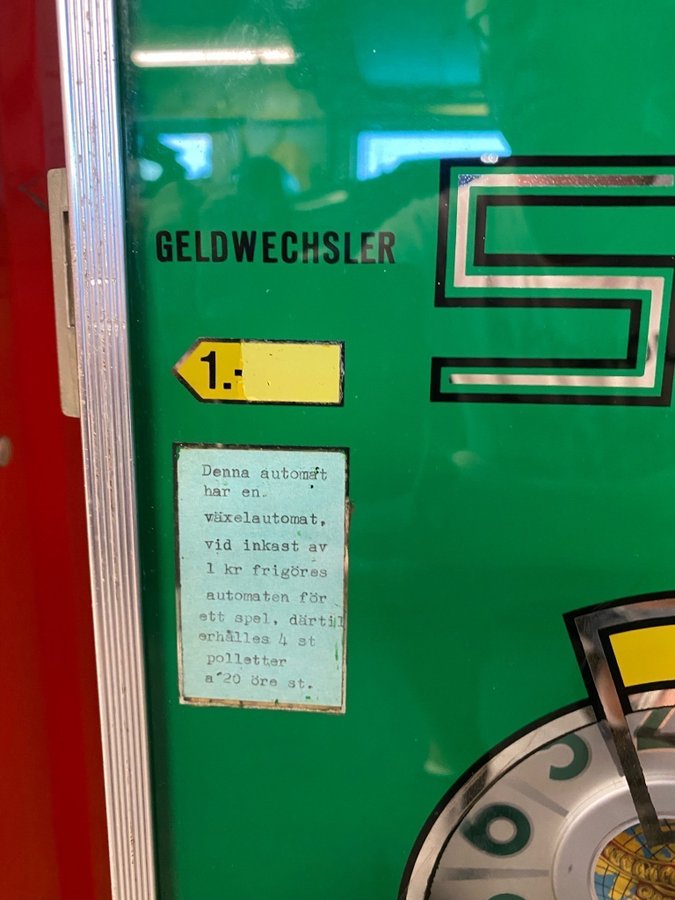 GELDWECHSLER
1.-
Denna automat
har en
växelautomat,
vid inkast av
1 kr frigöres
automaten för
ett spel, därtill
erhålles 4 st
polletter
a´20 öre st.